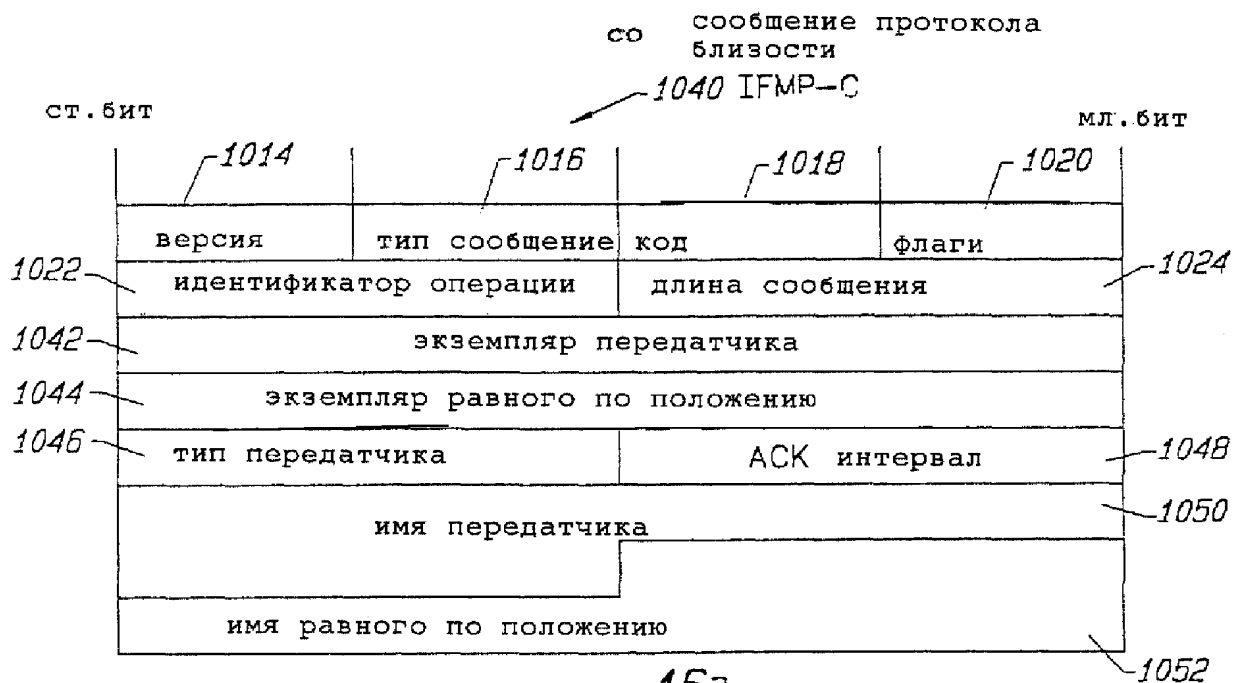 со сообщение протокола
близости
1040 IFMP-C
ст.бит
мл.бит
1014 1016 1018 1020
версия тип сообщение код флаги
1022 идентификатор операции длина сообщения 1024
1042 экземпляр передатчика
1044 экземпляр равного по положению
1046 тип передатчика ACK интервал 1048
имя передатчика 1050
имя равного по положению
1052